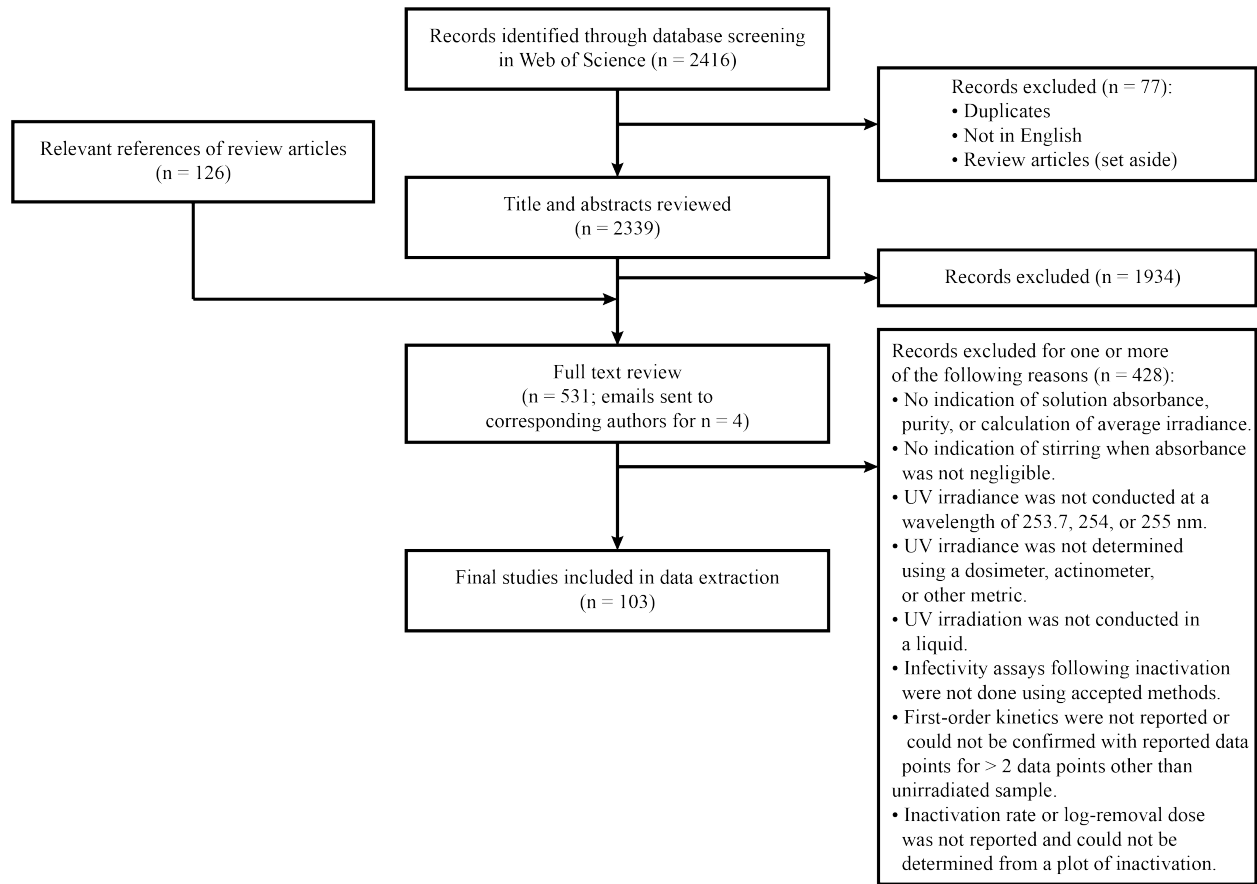 Records identified through database screening
in Web of Science (n = 2416)
Records excluded (n = 77):
• Duplicates
• Not in English
• Review articles (set aside)
Relevant references of review articles
(n = 126)
Title and abstracts reviewed
(n = 2339)
Records excluded (n = 1934)
Full text review
(n = 531; emails sent to
corresponding authors for n = 4)
Records excluded for one or more
of the following reasons (n = 428):
• No indication of solution absorbance,
purity, or calculation of average irradiance.
• No indication of stirring when absorbance
was not negligible.
• UV irradiance was not conducted at a
wavelength of 253.7, 254, or 255 nm.
• UV irradiance was not determined
using a dosimeter, actinometer,
or other metric.
• UV irradiation was not conducted in
a liquid.
• Infectivity assays following inactivation
were not done using accepted methods.
• First-order kinetics were not reported or
could not be confirmed with reported data
points for > 2 data points other than
unirradiated sample.
• Inactivation rate or log-removal dose
was not reported and could not be
determined from a plot of inactivation.
Final studies included in data extraction
(n = 103)